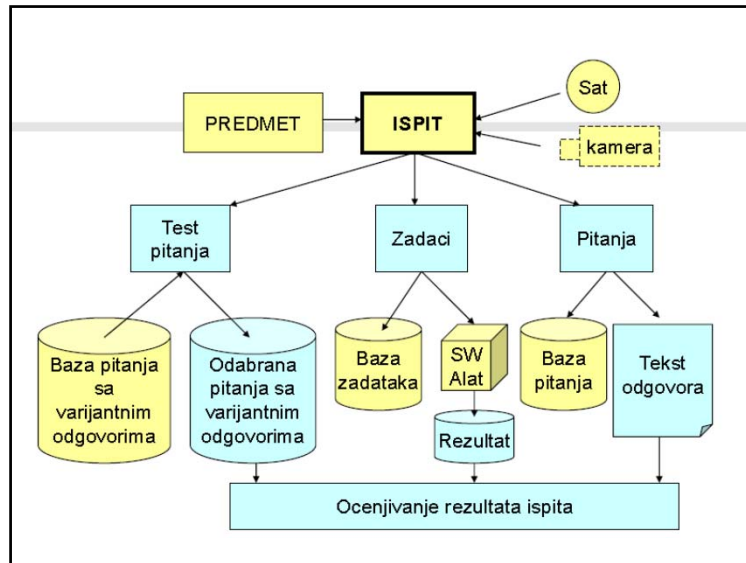 Sat
PREDMET
ISPIT
kamera
Test
pitanja
Zadaci
Pitanja
Baza pitanja
sa
varijantnim
odgovorima
Odabrana
pitanja sa
varijantnim
odgovorima
Baza
zadataka
SW
Alat
Rezultat
Baza
pitanja
Tekst
odgovora
Ocenjivanje rezultata ispita